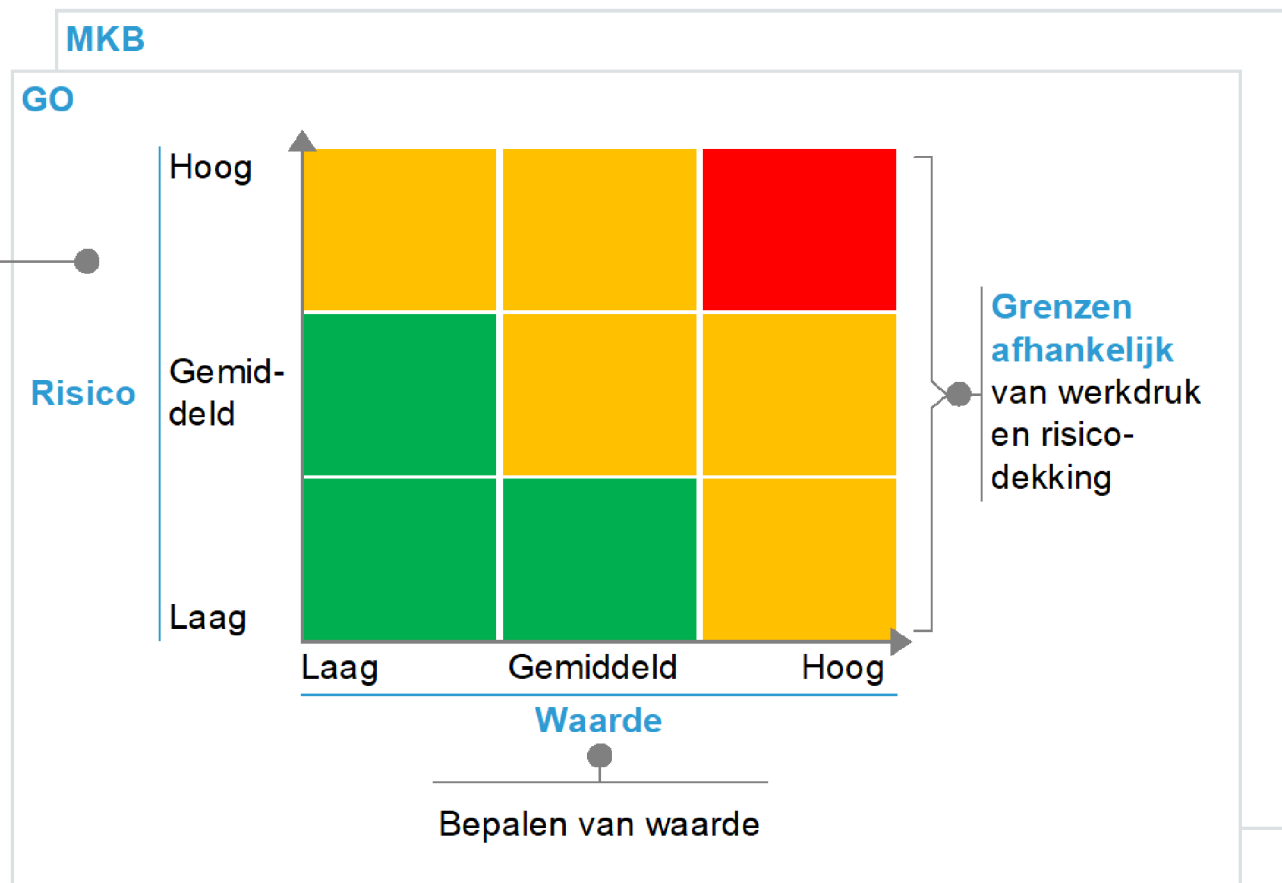 MKB
GO
Hoog
Gemid-
deld
Laag
Risico
Laag Gemiddeld Hoog
Waarde
Bepalen van waarde
Grenzen
afhankelijk
van werkdruk
en risico-
dekking